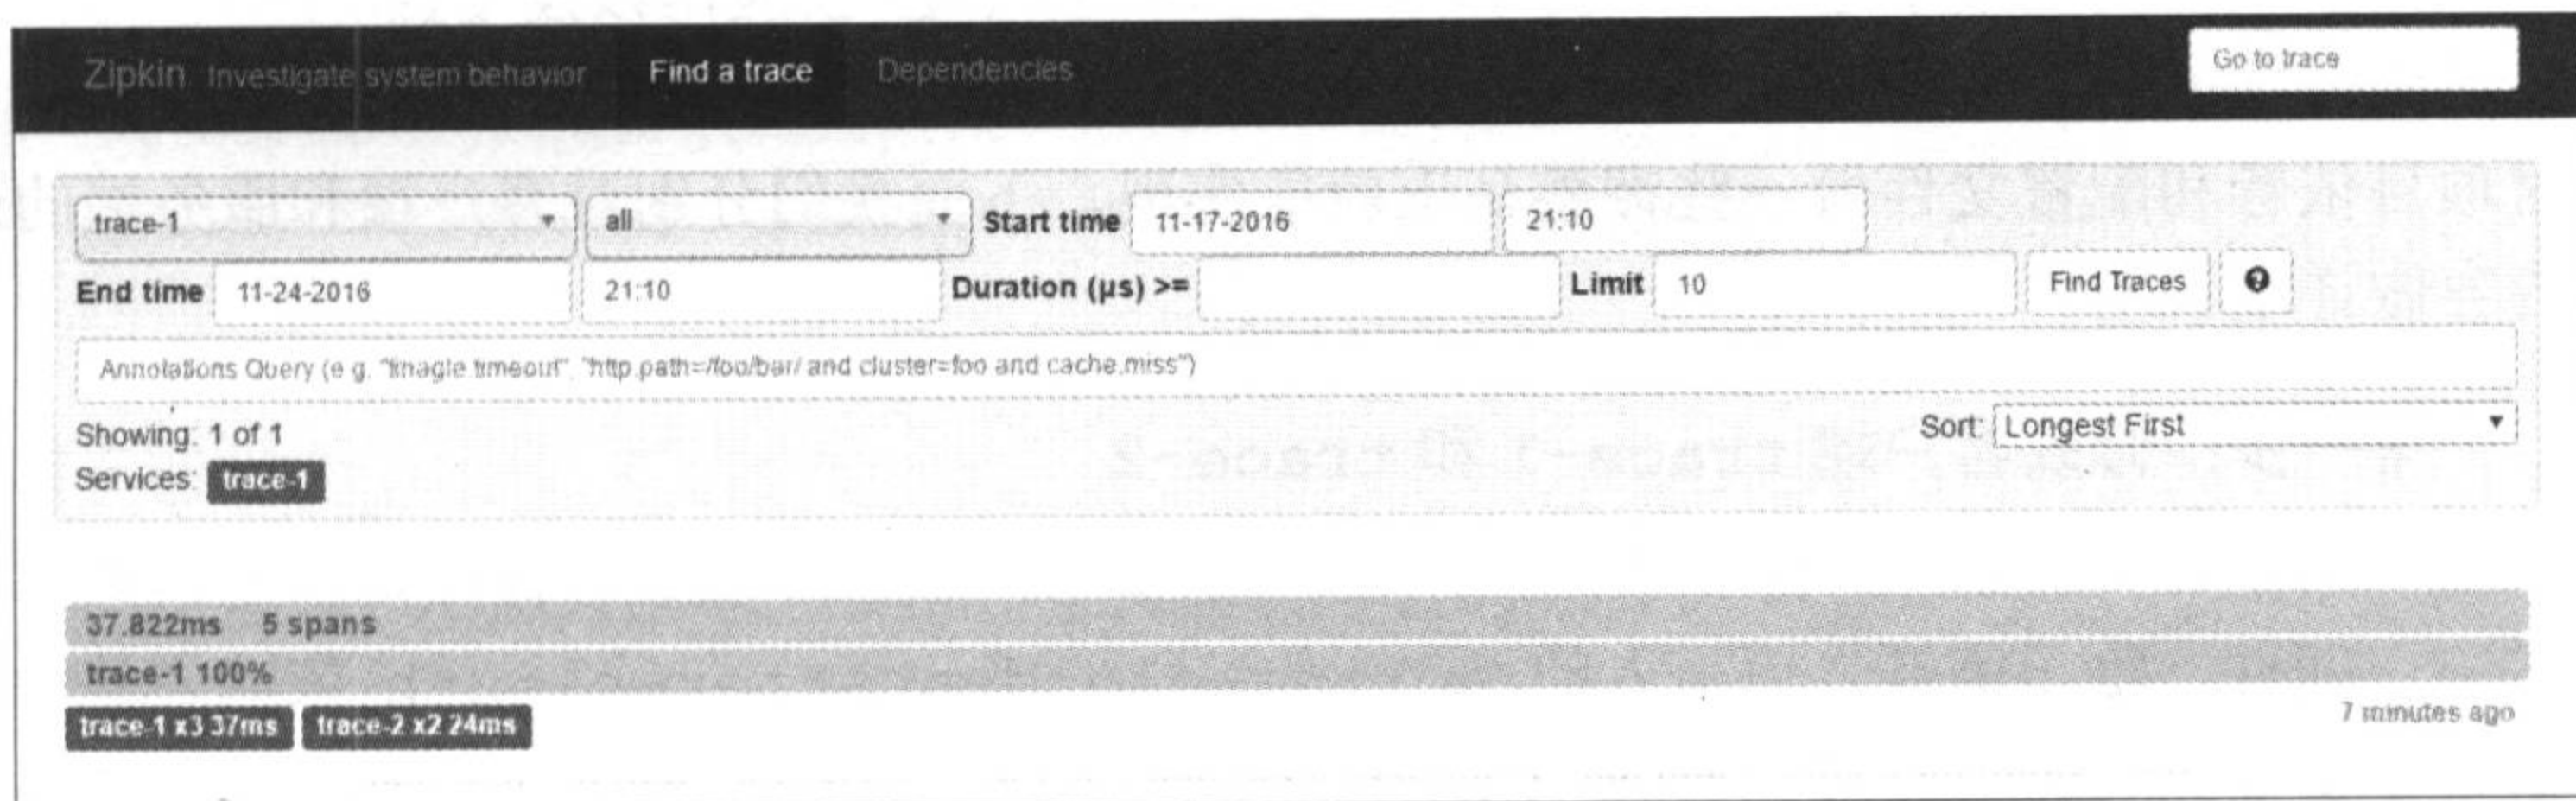 Zipkin Investigate system behavior Find a trace Dependencies Go to trace
trace-1 all Start time 11-17-2016 21:10
End time 11-24-2016 21:10 Duration (µs) >= Limit 10 Find Traces
Annotations Query (e.g. "finagle.timeout", "http.path=/foo/bar/ and cluster=foo and cache.miss")
Showing: 1 of 1 Sort: Longest First
Services: trace-1
37.822ms 5 spans
trace-1 100%
trace-1 x3 37ms trace-2 x2 24ms 7 minutes ago